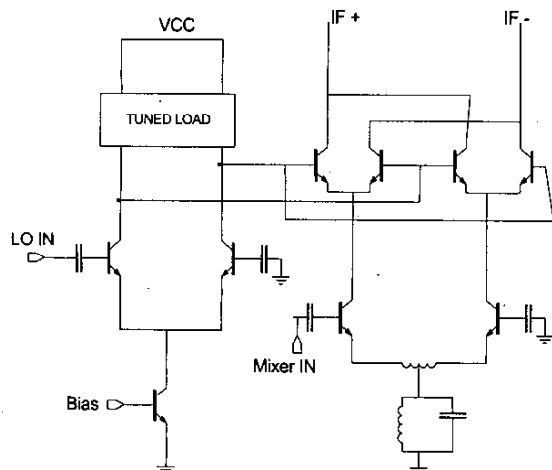 VCC
IF +
IF -
TUNED LOAD
LO IN
Mixer IN
Bias